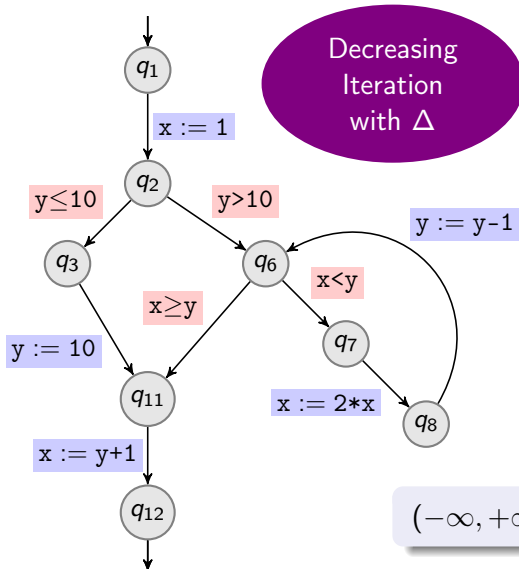 q1
Decreasing
Iteration
with Δ
x := 1
q2
y≤10
y>10
y := y-1
q3
q6
x≥y
x<y
q7
y := 10
q11
x := 2*x
q8
x := y+1
q12
(−∞, +∞